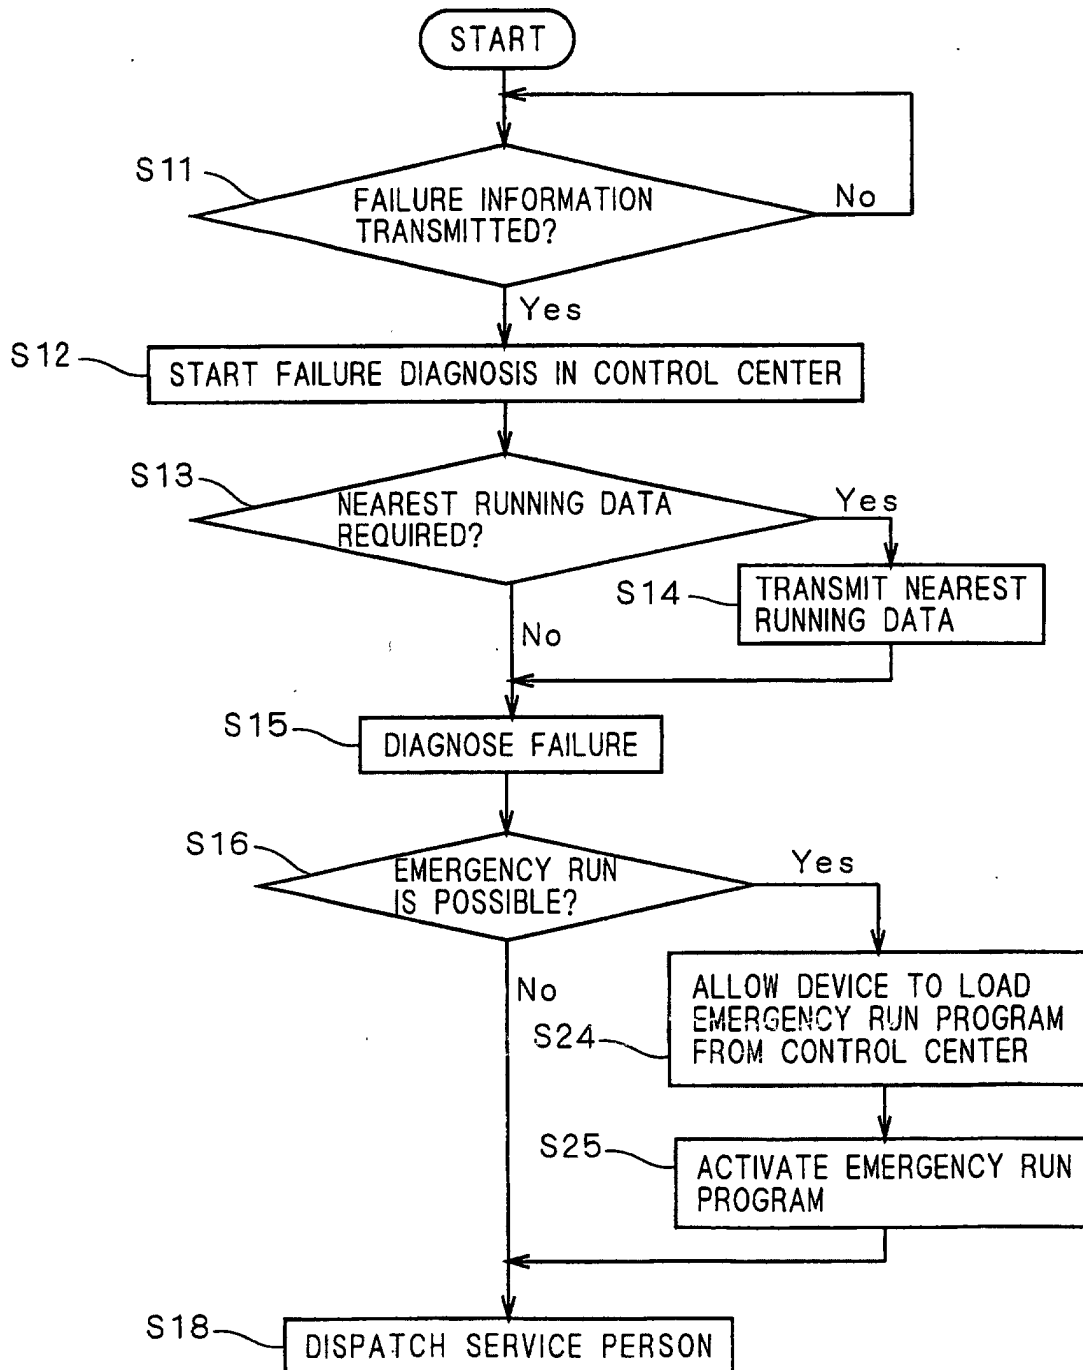 START
S11
FAILURE INFORMATION
TRANSMITTED?
No
Yes
S12
START FAILURE DIAGNOSIS IN CONTROL CENTER
S13
NEAREST RUNNING DATA
REQUIRED?
Yes
S14
TRANSMIT NEAREST
RUNNING DATA
No
S15
DIAGNOSE FAILURE
S16
EMERGENCY RUN
IS POSSIBLE?
Yes
No
ALLOW DEVICE TO LOAD
EMERGENCY RUN PROGRAM
FROM CONTROL CENTER
S24
S25
ACTIVATE EMERGENCY RUN
PROGRAM
S18
DISPATCH SERVICE PERSON